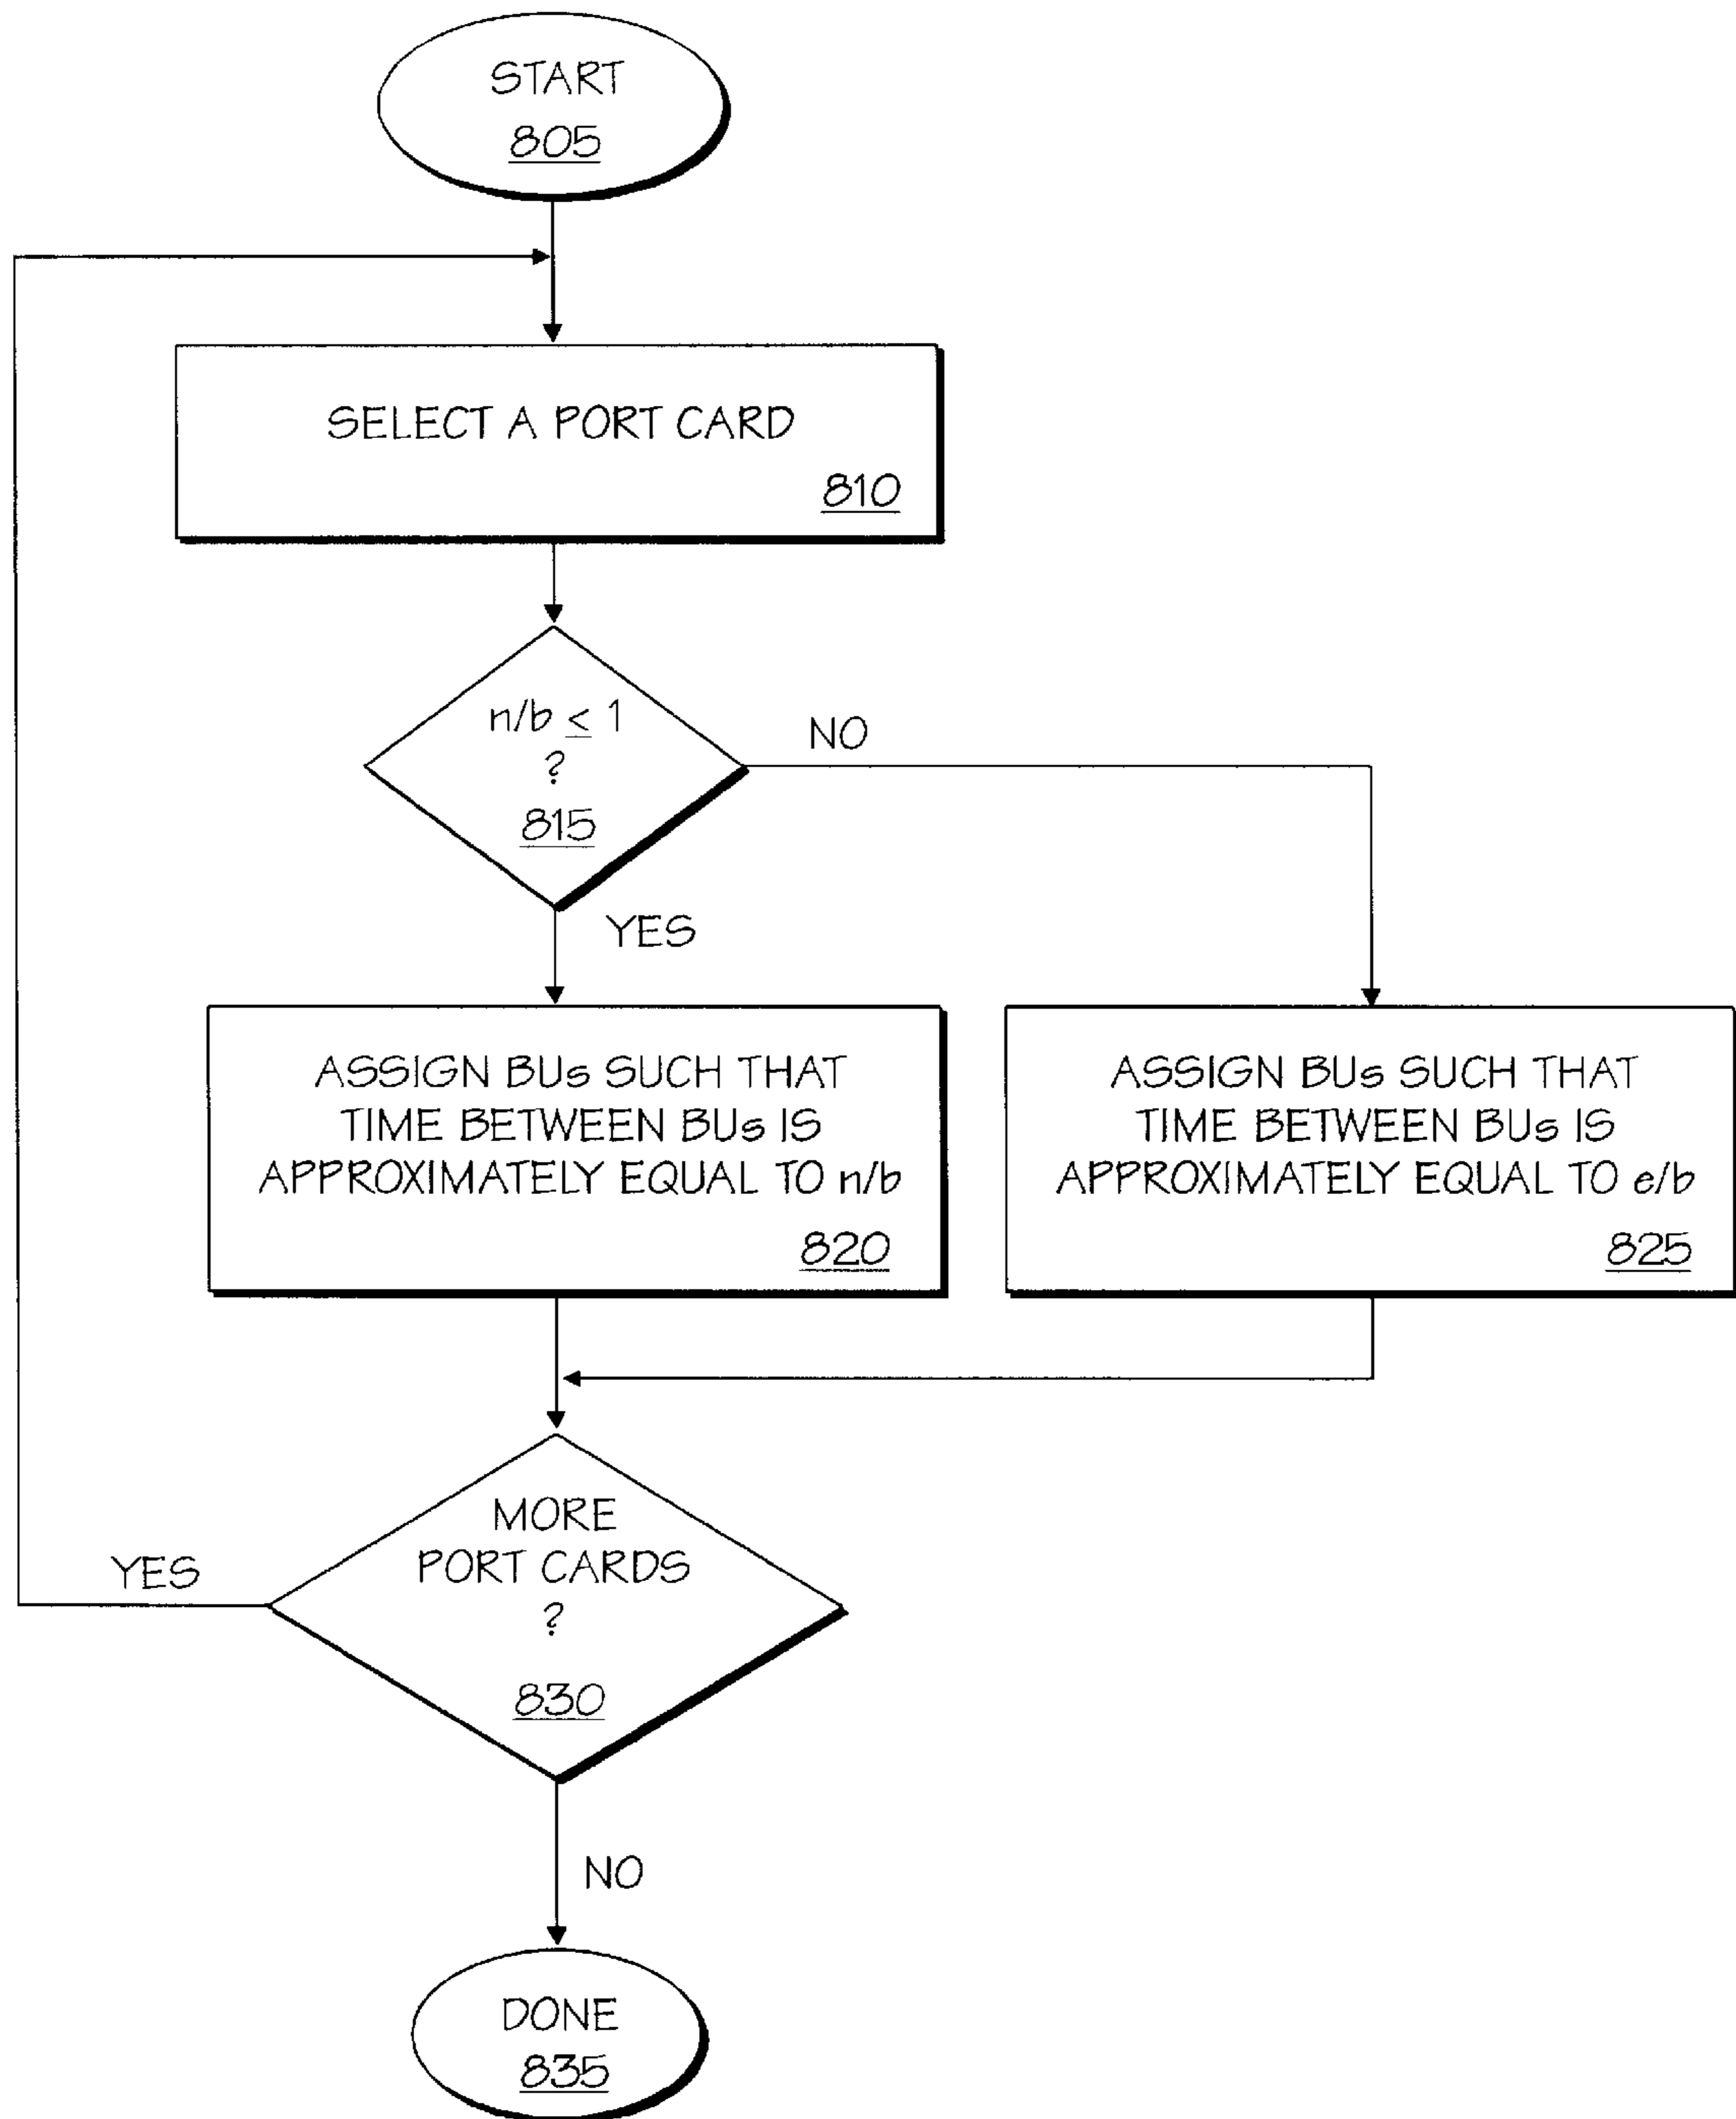 START
805
SELECT A PORT CARD
810
n/b ≤ 1
?
815
NO
YES
ASSIGN BUs SUCH THAT
TIME BETWEEN BUs IS
APPROXIMATELY EQUAL TO n/b
820
ASSIGN BUs SUCH THAT
TIME BETWEEN BUs IS
APPROXIMATELY EQUAL TO e/b
825
MORE
PORT CARDS
?
830
YES
NO
DONE
835